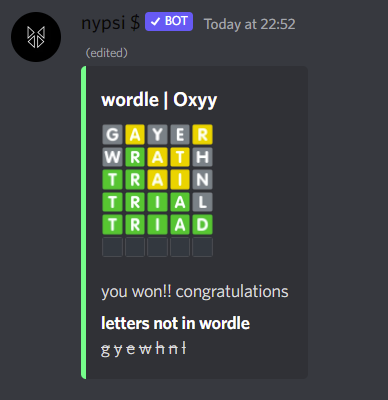 nypsi $ ✓ BOT Today at 22:52
(edited)
wordle | Oxyy
G A Y E R
W R A T H
T R A I N
T R I A L
T R I A D
you won!! congratulations
letters not in wordle
g y e w h n l